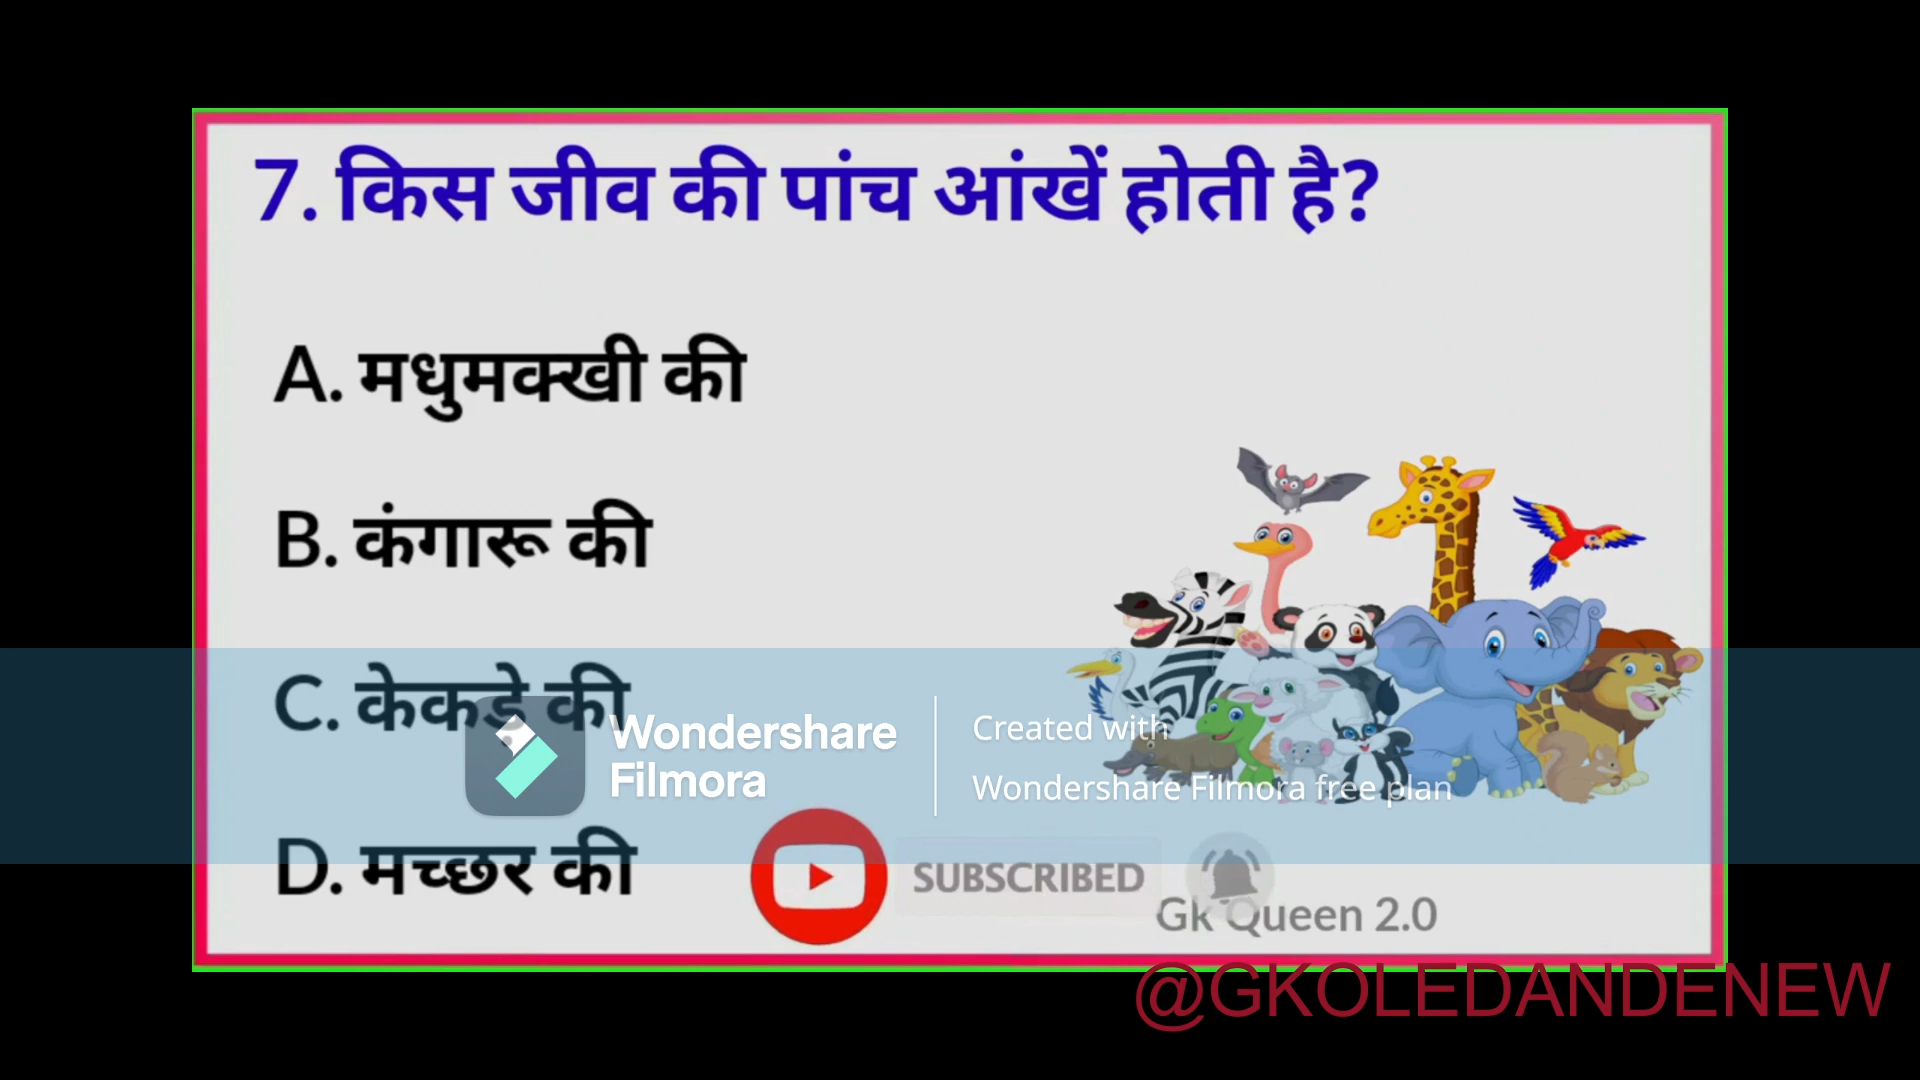 7. किस जीव की पांच आंखें होती है?
A. मधुमक्खी की
B. कंगारू की
C. केकड़े की
Wondershare
Filmora
Created with
Wondershare Filmora free plan
D. मच्छर की
SUBSCRIBED
Gk Queen 2.0
@GKOLEDANDENEW